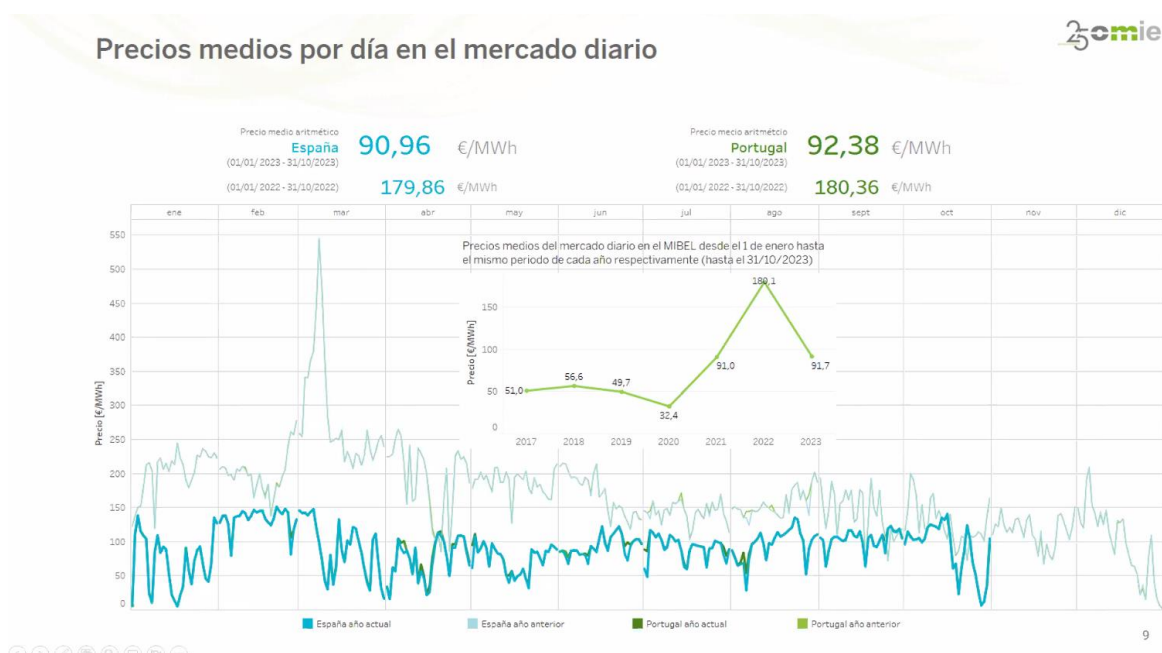 Precios medios por día en el mercado diario
25 omie
Precio medio aritmético
España
(01/01/2023 - 31/10/2023)
90,96 €/MWh
(01/01/2022 - 31/10/2022)
179,86 €/MWh
Precio medio aritmético
Portugal
(01/01/2023 - 31/10/2023)
92,38 €/MWh
(01/01/2022 - 31/10/2022)
180,36 €/MWh
ene feb mar abr may jun jul ago sept oct nov dic
Precio [€/MWh]
550
500
450
400
350
300
250
200
150
100
50
0
Precios medios del mercado diario en el MIBEL desde el 1 de enero hasta
el mismo periodo de cada año respectivamente (hasta el 31/10/2023)
Precio [€/MWh]
150
100
50
0
51,0
56,6
49,7
32,4
91,0
180,1
91,7
2017 2018 2019 2020 2021 2022 2023
España año actual
España año anterior
Portugal año actual
Portugal año anterior
9